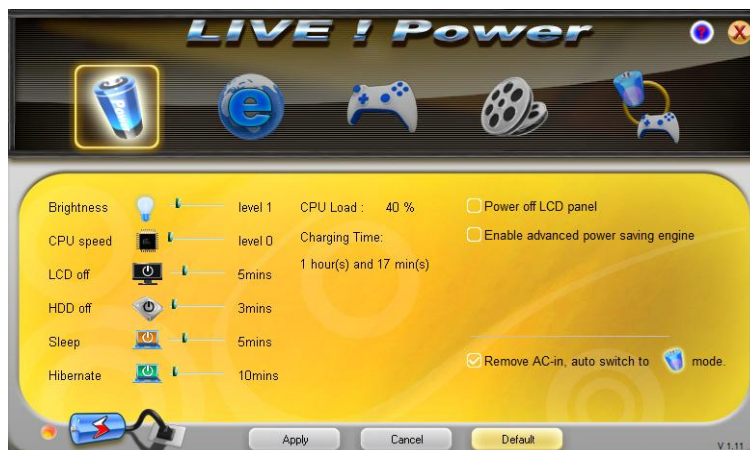 LIVE ! Power
Power
Brightness level 1 CPU Load : 40 % Power off LCD panel
CPU speed level 0 Charging Time: Enable advanced power saving engine
LCD off 5mins 1 hour(s) and 17 min(s)
HDD off 3mins
Sleep 5mins
Hibernate 10mins Remove AC-in, auto switch to mode.
Apply Cancel Default
V 1.11